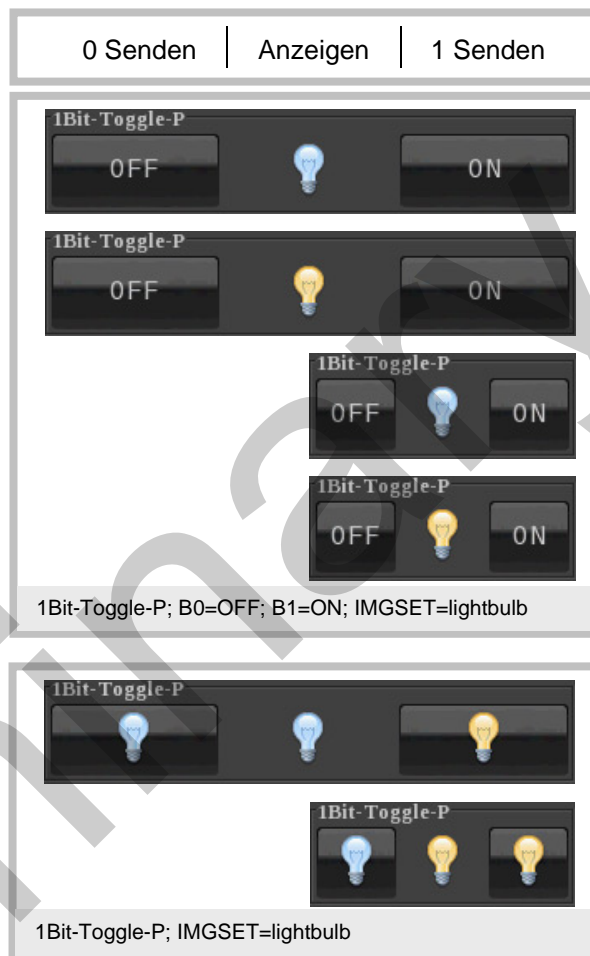 0 Senden Anzeigen 1 Senden
1Bit-Toggle-P
OFF ON
1Bit-Toggle-P
OFF ON
1Bit-Toggle-P
OFF ON
1Bit-Toggle-P
OFF ON
1Bit-Toggle-P; B0=OFF; B1=ON; IMGSET=lightbulb
1Bit-Toggle-P
1Bit-Toggle-P
1Bit-Toggle-P; IMGSET=lightbulb